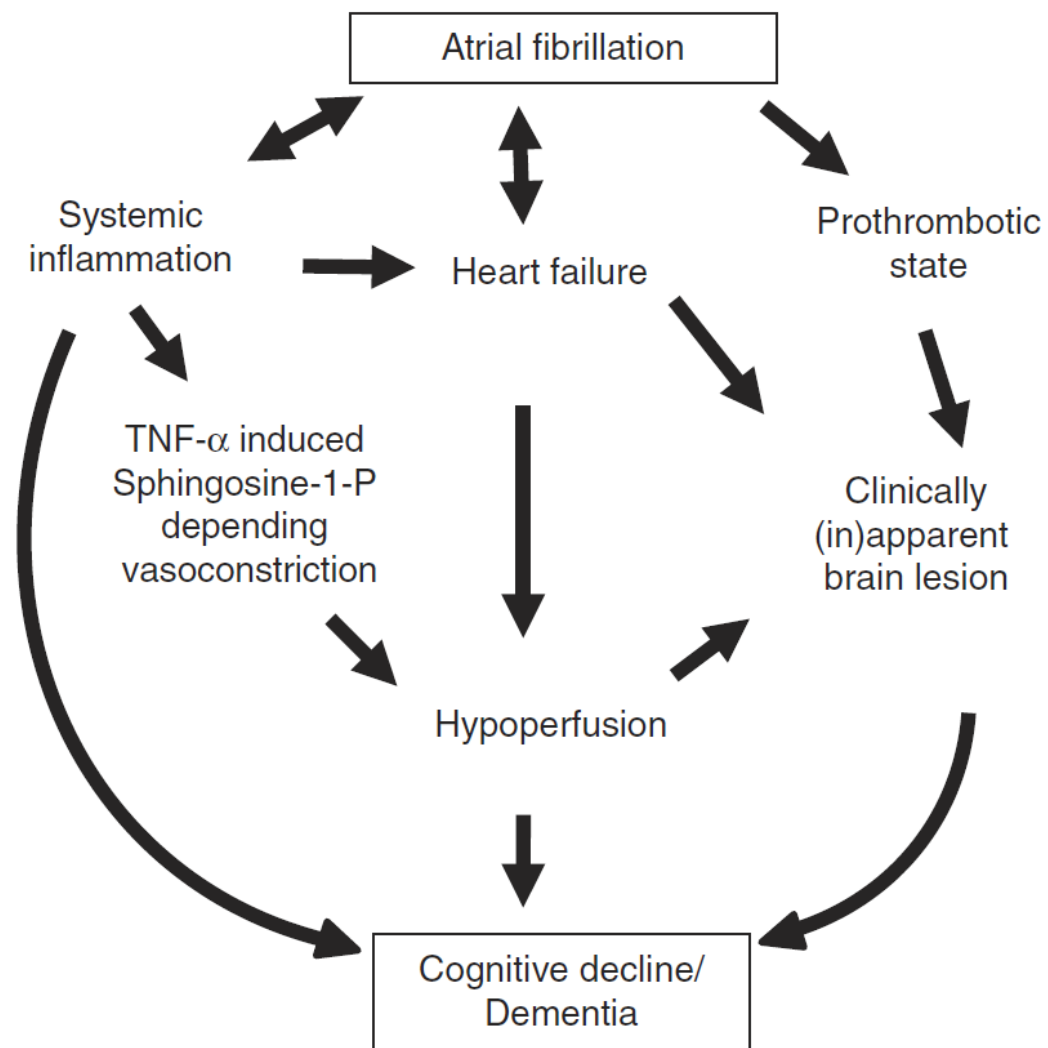 Atrial fibrillation
Systemic
inflammation
Heart failure
Prothrombotic
state
TNF-α induced
Sphingosine-1-P
depending
vasoconstriction
Clinically
(in)apparent
brain lesion
Hypoperfusion
Cognitive decline/
Dementia